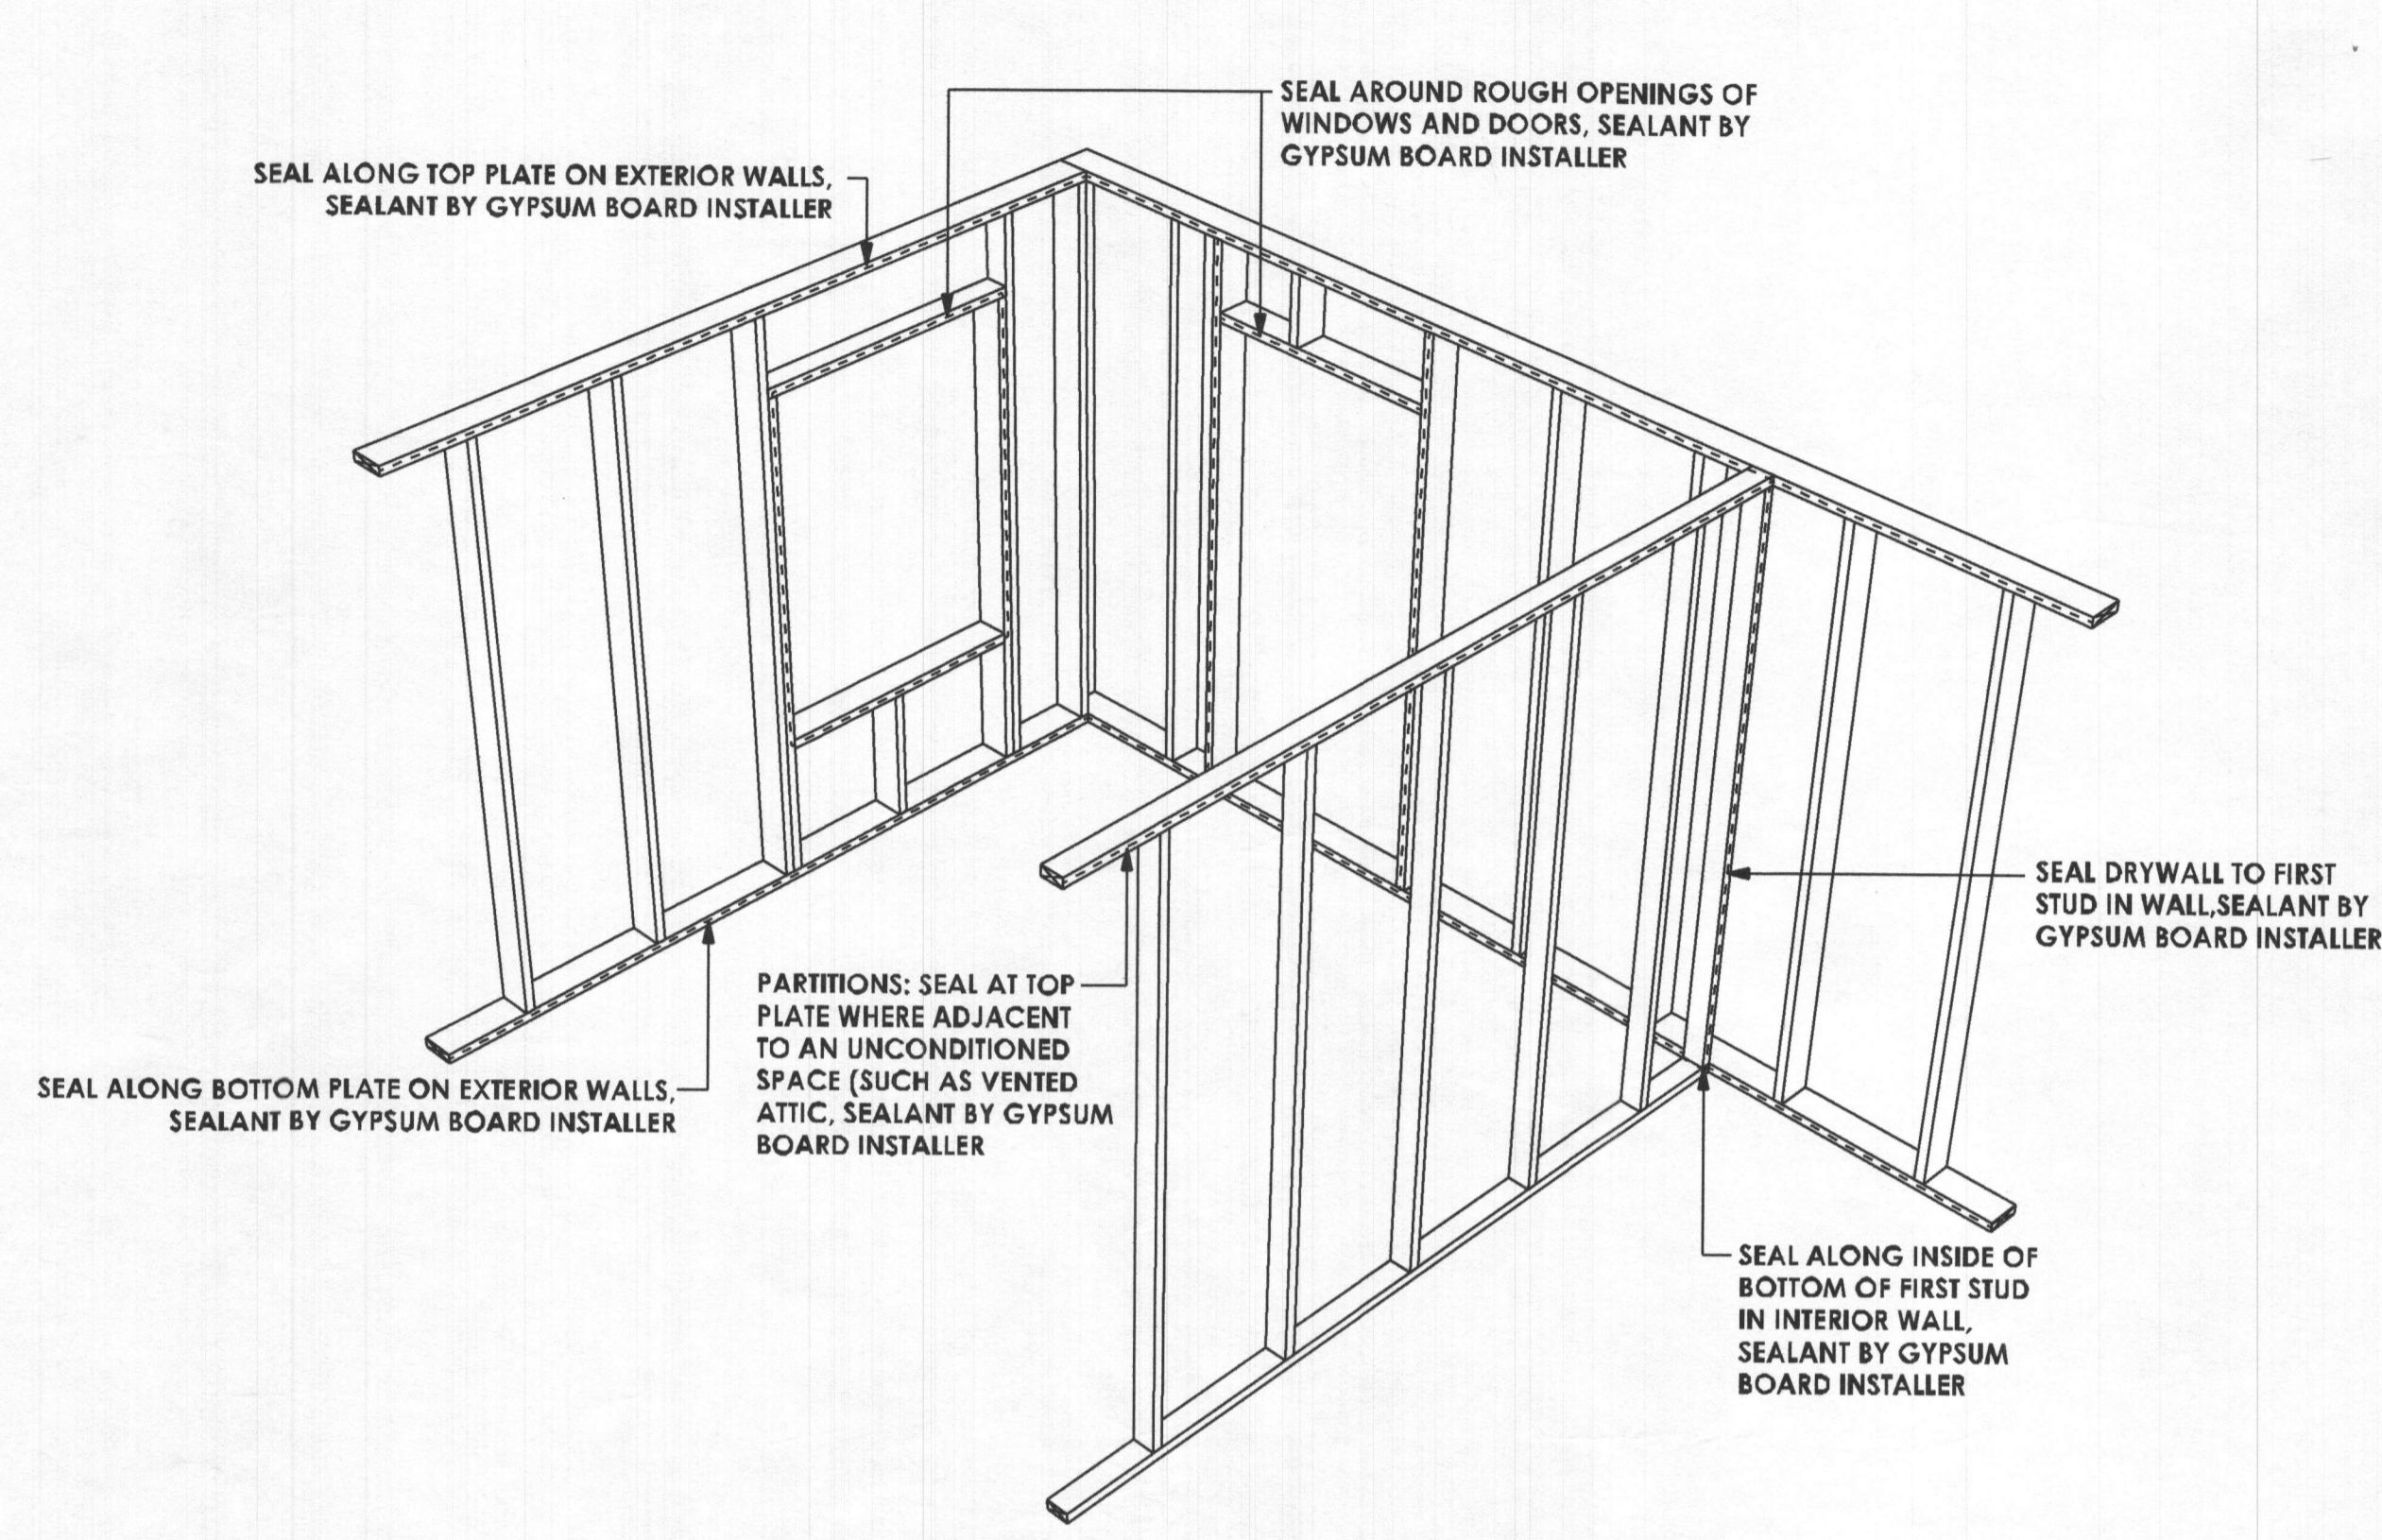 SEAL AROUND ROUGH OPENINGS OF
WINDOWS AND DOORS, SEALANT BY
GYPSUM BOARD INSTALLER
SEAL ALONG TOP PLATE ON EXTERIOR WALLS,
SEALANT BY GYPSUM BOARD INSTALLER
SEAL DRYWALL TO FIRST
STUD IN WALL,SEALANT BY
GYPSUM BOARD INSTALLER
PARTITIONS: SEAL AT TOP
PLATE WHERE ADJACENT
TO AN UNCONDITIONED
SPACE (SUCH AS VENTED
ATTIC, SEALANT BY GYPSUM
BOARD INSTALLER
SEAL ALONG BOTTOM PLATE ON EXTERIOR WALLS,
SEALANT BY GYPSUM BOARD INSTALLER
SEAL ALONG INSIDE OF
BOTTOM OF FIRST STUD
IN INTERIOR WALL,
SEALANT BY GYPSUM
BOARD INSTALLER